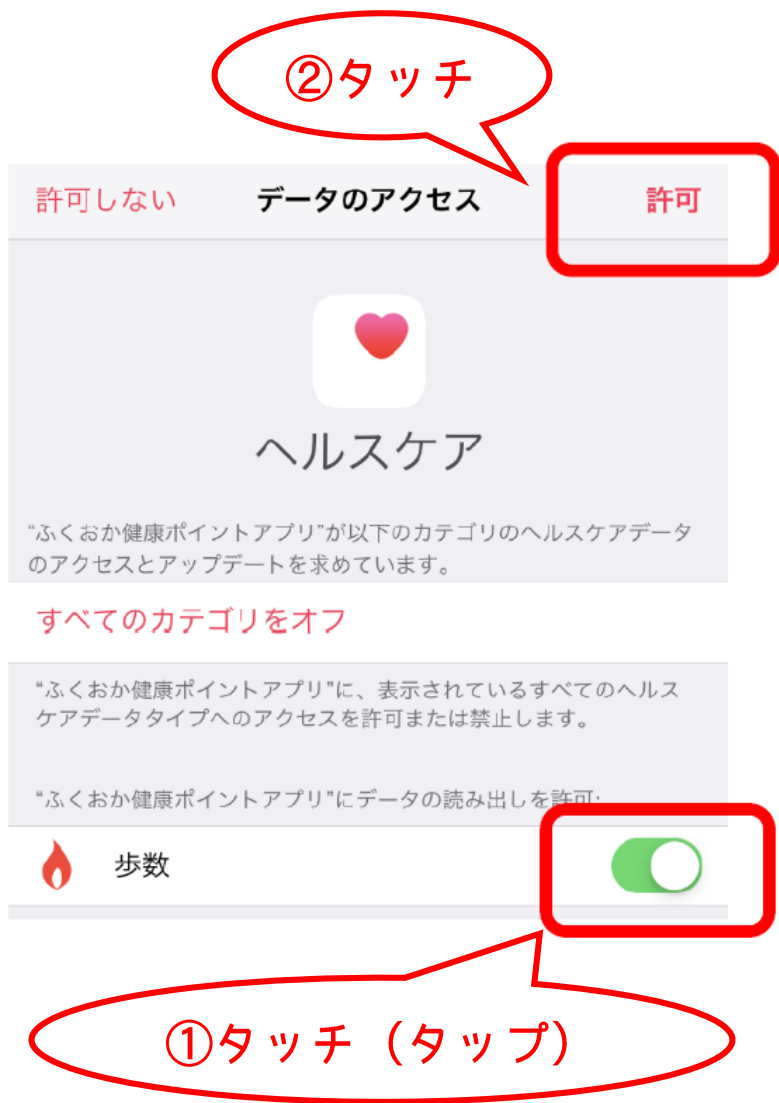 ②タッチ
許可しない
データのアクセス
許可
ヘルスケア
“ふくおか健康ポイントアプリ”が以下のカテゴリのヘルスケアデータ
のアクセスとアップデートを求めています。
すべてのカテゴリをオフ
“ふくおか健康ポイントアプリ”に、表示されているすべてのヘルス
ケアデータタイプへのアクセスを許可または禁止します。
“ふくおか健康ポイントアプリ”にデータの読み出しを許可:
歩数
①タッチ（タップ）